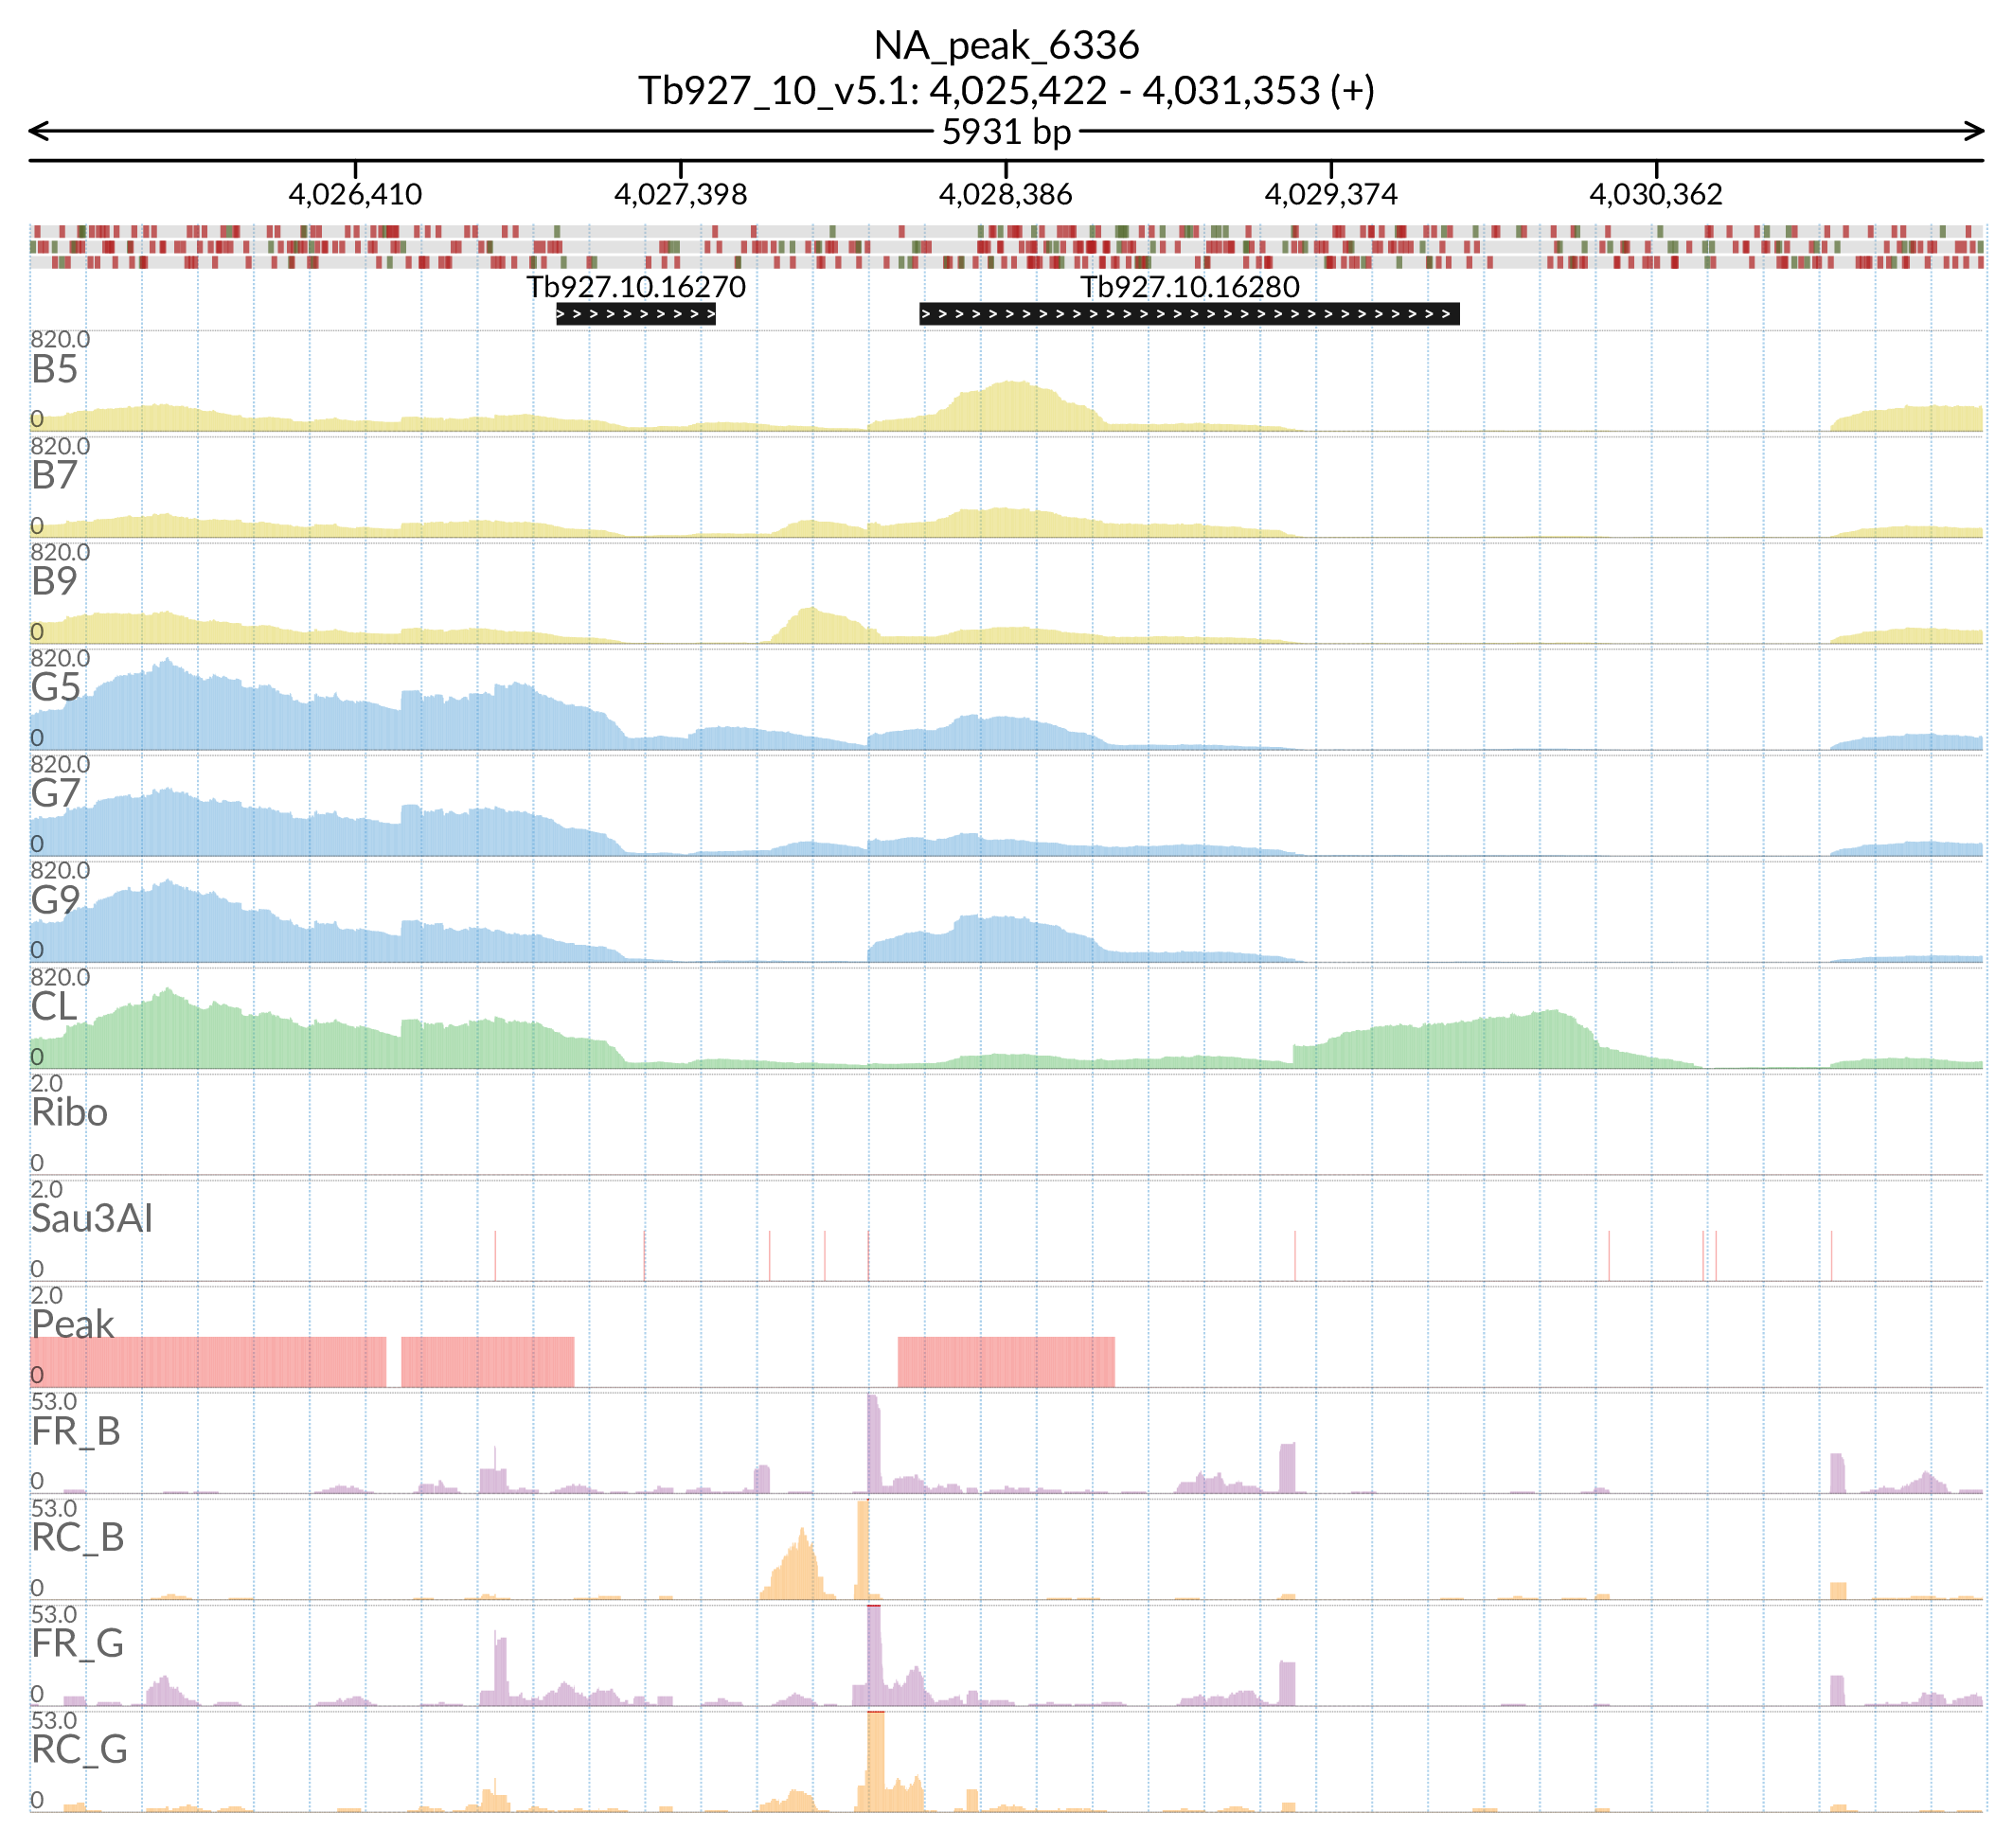 NA_peak_6336
Tb927_10_v5.1: 4,025,422 - 4,031,353 (+)
5931 bp
4,026,410 4,027,398 4,028,386 4,029,374 4,030,362
Tb927.10.16270 Tb927.10.16280
820.0
B5
0
820.0
B7
0
820.0
B9
0
820.0
G5
0
820.0
G7
0
820.0
G9
0
820.0
CL
0
2.0
Ribo
0
2.0
Sau3AI
0
2.0
Peak
0
53.0
FR_B
0
53.0
RC_B
0
53.0
FR_G
0
53.0
RC_G
0